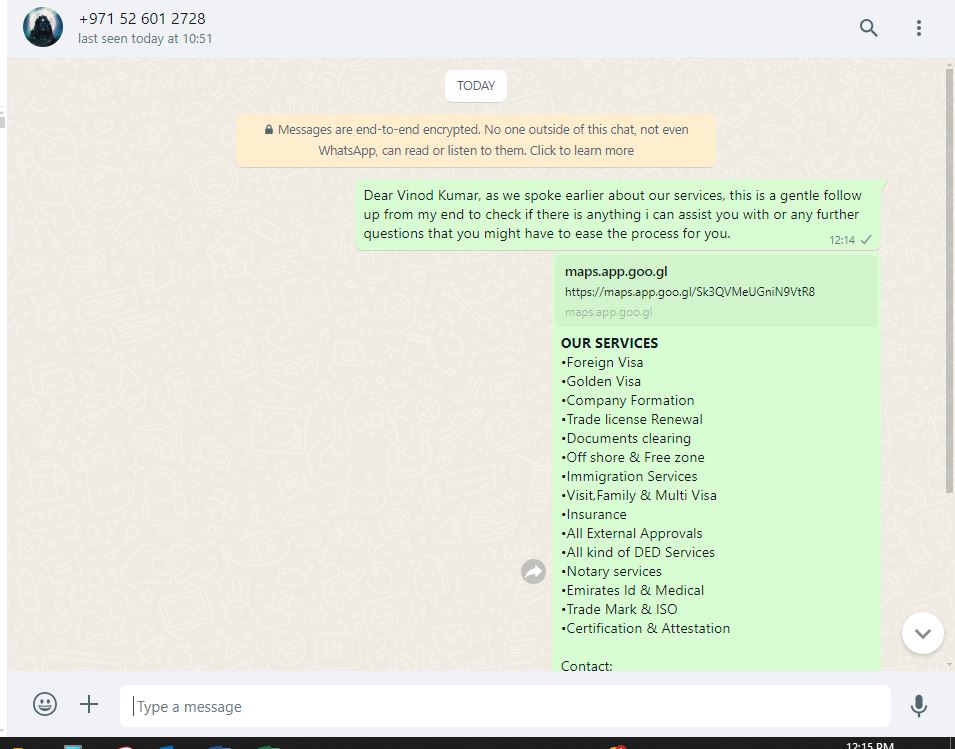 +971 52 601 2728
last seen today at 10:51
TODAY
Messages are end-to-end encrypted. No one outside of this chat, not even
WhatsApp, can read or listen to them. Click to learn more
Dear Vinod Kumar, as we spoke earlier about our services, this is a gentle follow
up from my end to check if there is anything i can assist you with or any further
questions that you might have to ease the process for you.
12:14
maps.app.goo.gl
https://maps.app.goo.gl/Sk3QVMeUGniN9VtR8
maps.app.goo.gl
OUR SERVICES
•Foreign Visa
•Golden Visa
•Company Formation
•Trade license Renewal
•Documents clearing
•Off shore & Free zone
•Immigration Services
•Visit,Family & Multi Visa
•Insurance
•All External Approvals
•All kind of DED Services
•Notary services
•Emirates Id & Medical
•Trade Mark & ISO
•Certification & Attestation
Contact:
Type a message
12:15 PM